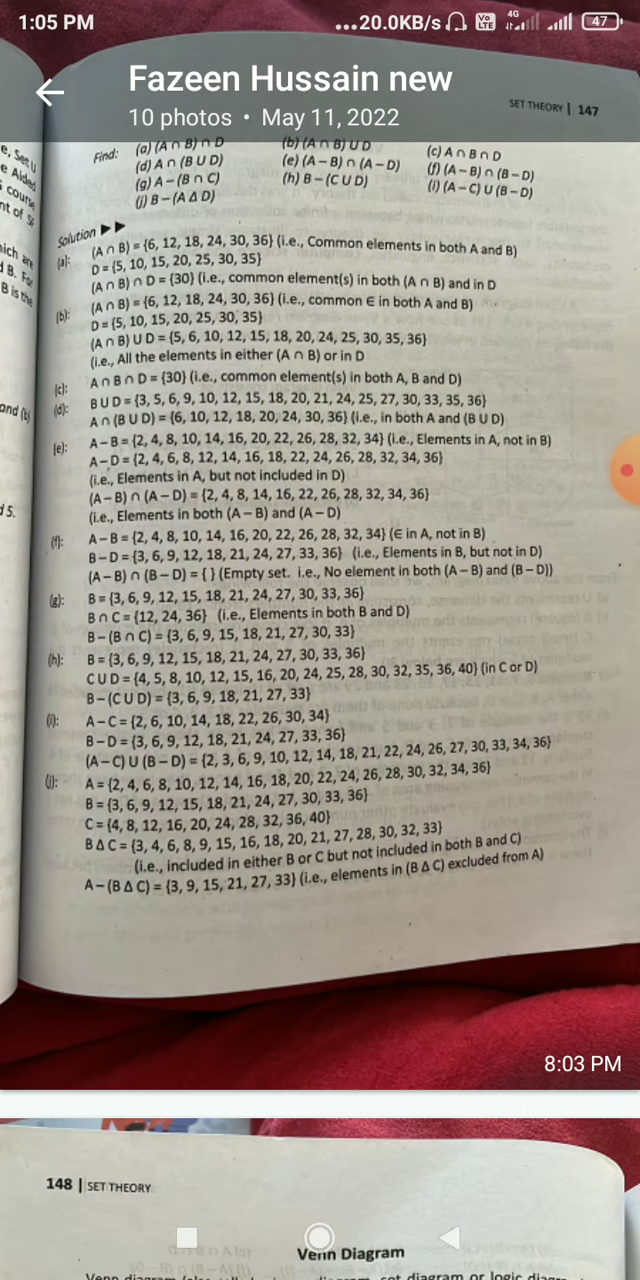 1:05 PM
...20.0KB/s Vo LTE 4G 47
Fazeen Hussain new
10 photos • May 11, 2022
SET THEORY | 147
e, Set U
e Aided
s course
nt of
nich are
d B. For
B is the
and (b)
d 5.
Find: (a) (A ∩ B) ∩ D (b) (A ∩ B) U D (c) A ∩ B ∩ D
(d) A ∩ (B U D) (e) (A – B) ∩ (A – D) (f) (A – B) ∩ (B – D)
(g) A – (B ∩ C) (h) B – (C U D) (i) (A – C) U (B – D)
(j) B – (A Δ D)
Solution ▶▶
(a): (A ∩ B) = {6, 12, 18, 24, 30, 36} (i.e., Common elements in both A and B)
D = {5, 10, 15, 20, 25, 30, 35}
(A ∩ B) ∩ D = {30} (i.e., common element(s) in both (A ∩ B) and in D
(b): (A ∩ B) = {6, 12, 18, 24, 30, 36} (i.e., common ∈ in both A and B)
D = {5, 10, 15, 20, 25, 30, 35}
(A ∩ B) U D = {5, 6, 10, 12, 15, 18, 20, 24, 25, 30, 35, 36}
(i.e., All the elements in either (A ∩ B) or in D
(c): A ∩ B ∩ D = {30} (i.e., common element(s) in both A, B and D)
(d): B U D = {3, 5, 6, 9, 10, 12, 15, 18, 20, 21, 24, 25, 27, 30, 33, 35, 36}
A ∩ (B U D) = {6, 10, 12, 18, 20, 24, 30, 36} (i.e., in both A and (B U D)
(e): A – B = {2, 4, 8, 10, 14, 16, 20, 22, 26, 28, 32, 34} (i.e., Elements in A, not in B)
A – D = {2, 4, 6, 8, 12, 14, 16, 18, 22, 24, 26, 28, 32, 34, 36}
(i.e., Elements in A, but not included in D)
(A – B) ∩ (A – D) = {2, 4, 8, 14, 16, 22, 26, 28, 32, 34, 36}
(i.e., Elements in both (A – B) and (A – D)
(f): A – B = {2, 4, 8, 10, 14, 16, 20, 22, 26, 28, 32, 34} (∈ in A, not in B)
B – D = {3, 6, 9, 12, 18, 21, 24, 27, 33, 36} (i.e., Elements in B, but not in D)
(A – B) ∩ (B – D) = { } (Empty set. i.e., No element in both (A – B) and (B – D))
(g): B = {3, 6, 9, 12, 15, 18, 21, 24, 27, 30, 33, 36}
B ∩ C = {12, 24, 36} (i.e., Elements in both B and D)
B – (B ∩ C) = {3, 6, 9, 15, 18, 21, 27, 30, 33}
(h): B = {3, 6, 9, 12, 15, 18, 21, 24, 27, 30, 33, 36}
C U D = {4, 5, 8, 10, 12, 15, 16, 20, 24, 25, 28, 30, 32, 35, 36, 40} (in C or D)
B – (C U D) = {3, 6, 9, 18, 21, 27, 33}
(i): A – C = {2, 6, 10, 14, 18, 22, 26, 30, 34}
B – D = {3, 6, 9, 12, 18, 21, 24, 27, 33, 36}
(A – C) U (B – D) = {2, 3, 6, 9, 10, 12, 14, 18, 21, 22, 24, 26, 27, 30, 33, 34, 36}
(j): A = {2, 4, 6, 8, 10, 12, 14, 16, 18, 20, 22, 24, 26, 28, 30, 32, 34, 36}
B = {3, 6, 9, 12, 15, 18, 21, 24, 27, 30, 33, 36}
C = {4, 8, 12, 16, 20, 24, 28, 32, 36, 40}
B Δ C = {3, 4, 6, 8, 9, 15, 16, 18, 20, 21, 27, 28, 30, 32, 33}
(i.e., included in either B or C but not included in both B and C)
A – (B Δ C) = {3, 9, 15, 21, 27, 33} (i.e., elements in (B Δ C) excluded from A)
8:03 PM
148 | SET THEORY
Venn Diagram